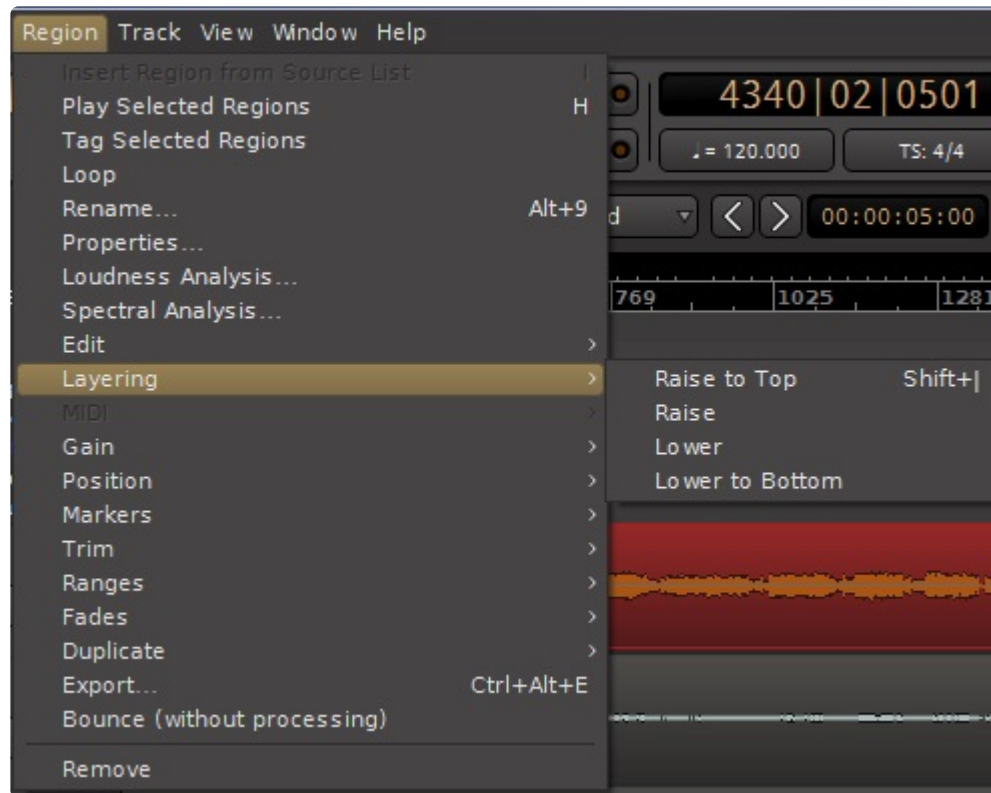 Region Track View Window Help
Insert Region from Source List I
Play Selected Regions H
Tag Selected Regions
Loop
Rename... Alt+9
Properties...
Loudness Analysis...
Spectral Analysis...
Edit >
Layering >
MIDI >
Gain >
Position >
Markers >
Trim >
Ranges >
Fades >
Duplicate >
Export... Ctrl+Alt+E
Bounce (without processing)
Remove
4340|02|0501
♩ = 120.000 TS: 4/4
d 00:00:05:00
769 1025 1281
Raise to Top Shift+|
Raise
Lower
Lower to Bottom